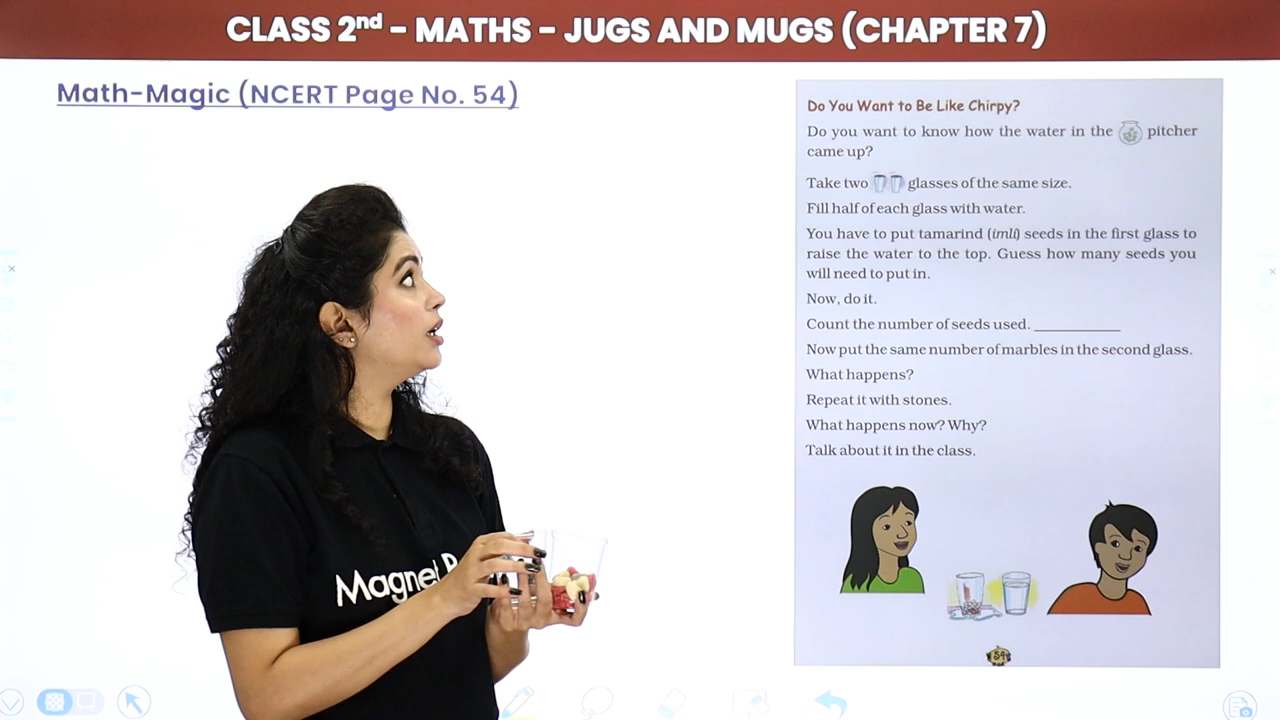 CLASS 2nd – MATHS – JUGS AND MUGS (CHAPTER 7)
Math-Magic (NCERT Page No. 54)
Do You Want to Be Like Chirpy?
Do you want to know how the water in the pitcher
came up?
Take two glasses of the same size.
Fill half of each glass with water.
You have to put tamarind (imli) seeds in the first glass to
raise the water to the top. Guess how many seeds you
will need to put in.
Now, do it.
Count the number of seeds used. ___________
Now put the same number of marbles in the second glass.
What happens?
Repeat it with stones.
What happens now? Why?
Talk about it in the class.
Magnet
54